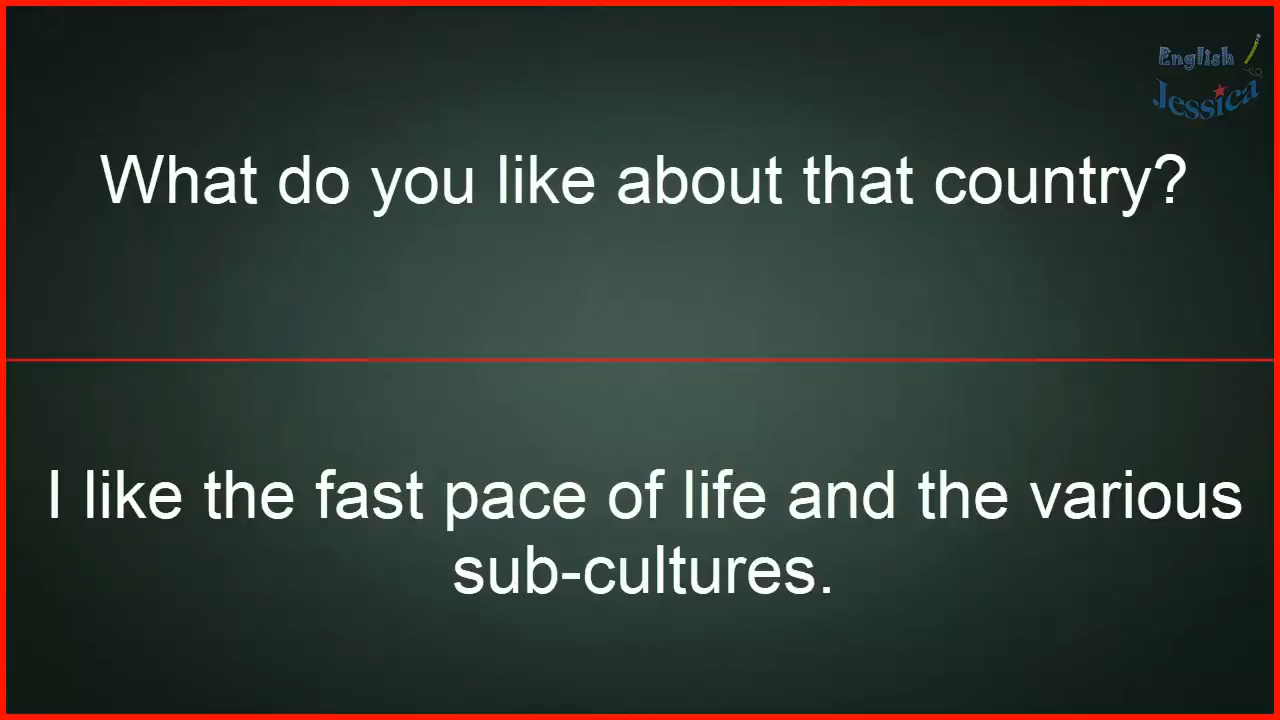 English
Jessica
What do you like about that country?
I like the fast pace of life and the various
sub-cultures.